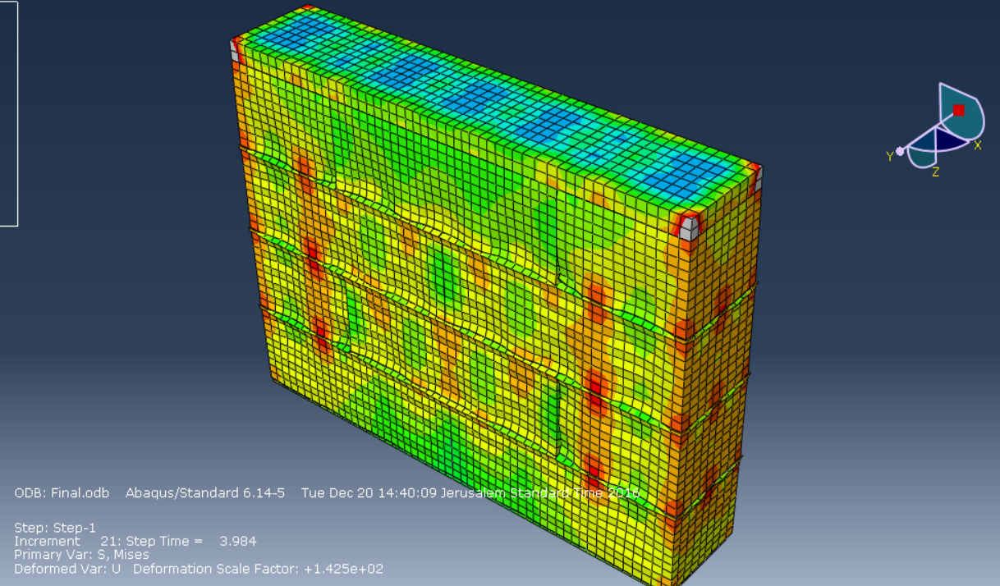 Y
X
Z
ODB: Final.odb    Abaqus/Standard 6.14-5    Tue Dec 20 14:40:09 Jerusalem Standard Time 2016
Step: Step-1
Increment     21: Step Time =    3.984
Primary Var: S, Mises
Deformed Var: U   Deformation Scale Factor: +1.425e+02